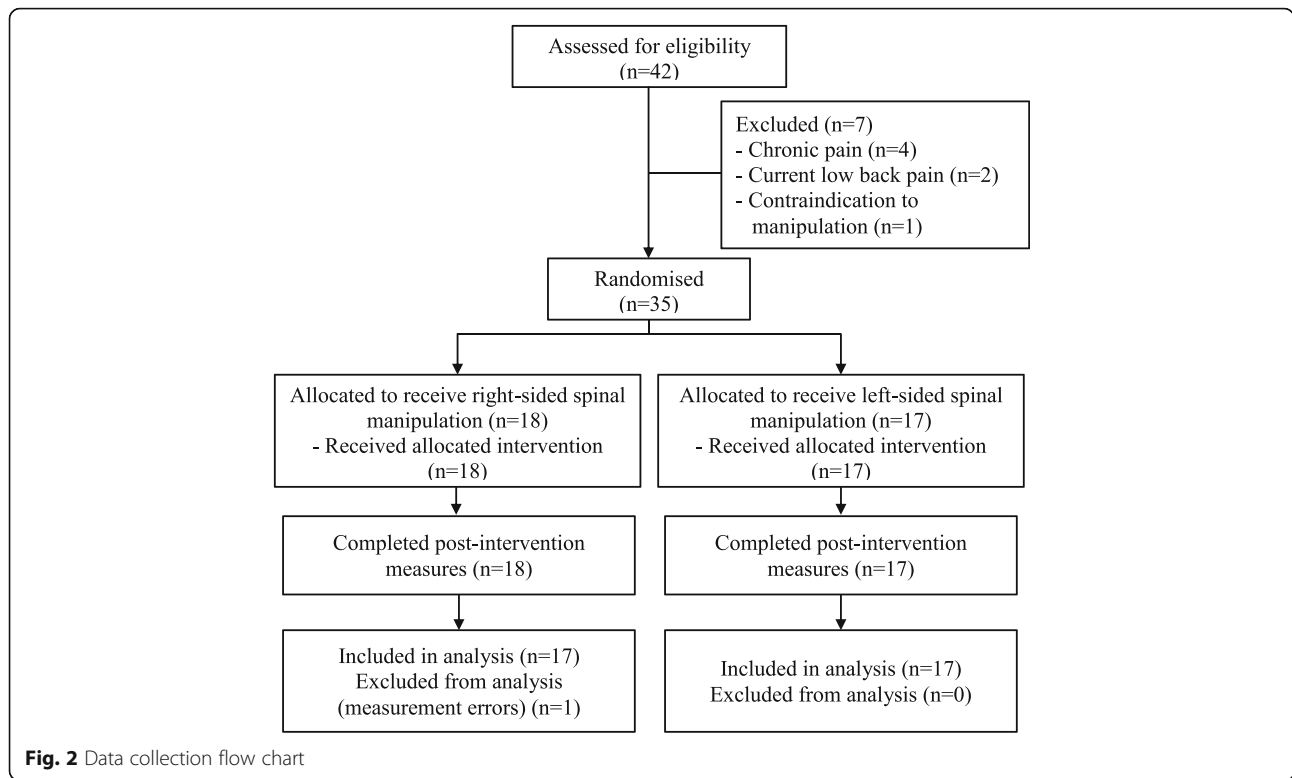 Assessed for eligibility
(n=42)
Excluded (n=7)
- Chronic pain (n=4)
- Current low back pain (n=2)
- Contraindication to
manipulation (n=1)
Randomised
(n=35)
Allocated to receive right-sided spinal
manipulation (n=18)
- Received allocated intervention
(n=18)
Allocated to receive left-sided spinal
manipulation (n=17)
- Received allocated intervention
(n=17)
Completed post-intervention
measures (n=18)
Completed post-intervention
measures (n=17)
Included in analysis (n=17)
Excluded from analysis
(measurement errors) (n=1)
Included in analysis (n=17)
Excluded from analysis (n=0)
Fig. 2 Data collection flow chart